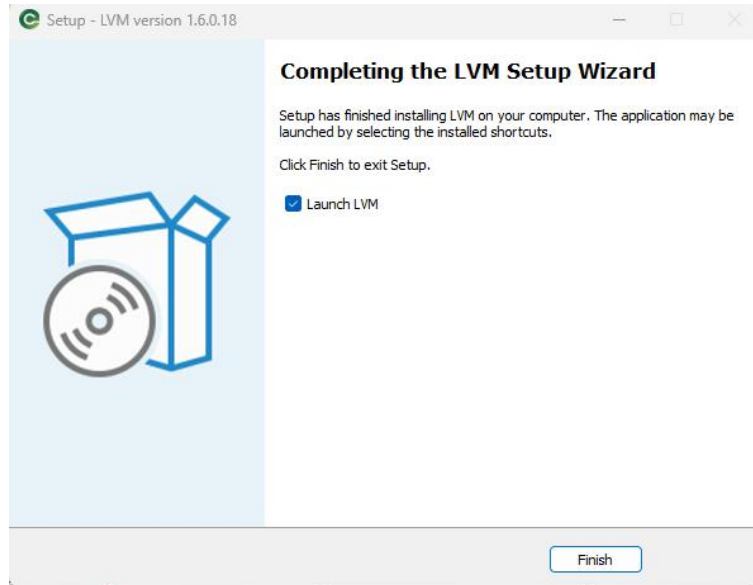 Setup - LVM version 1.6.0.18
Completing the LVM Setup Wizard
Setup has finished installing LVM on your computer. The application may be
launched by selecting the installed shortcuts.
Click Finish to exit Setup.
Launch LVM
Finish